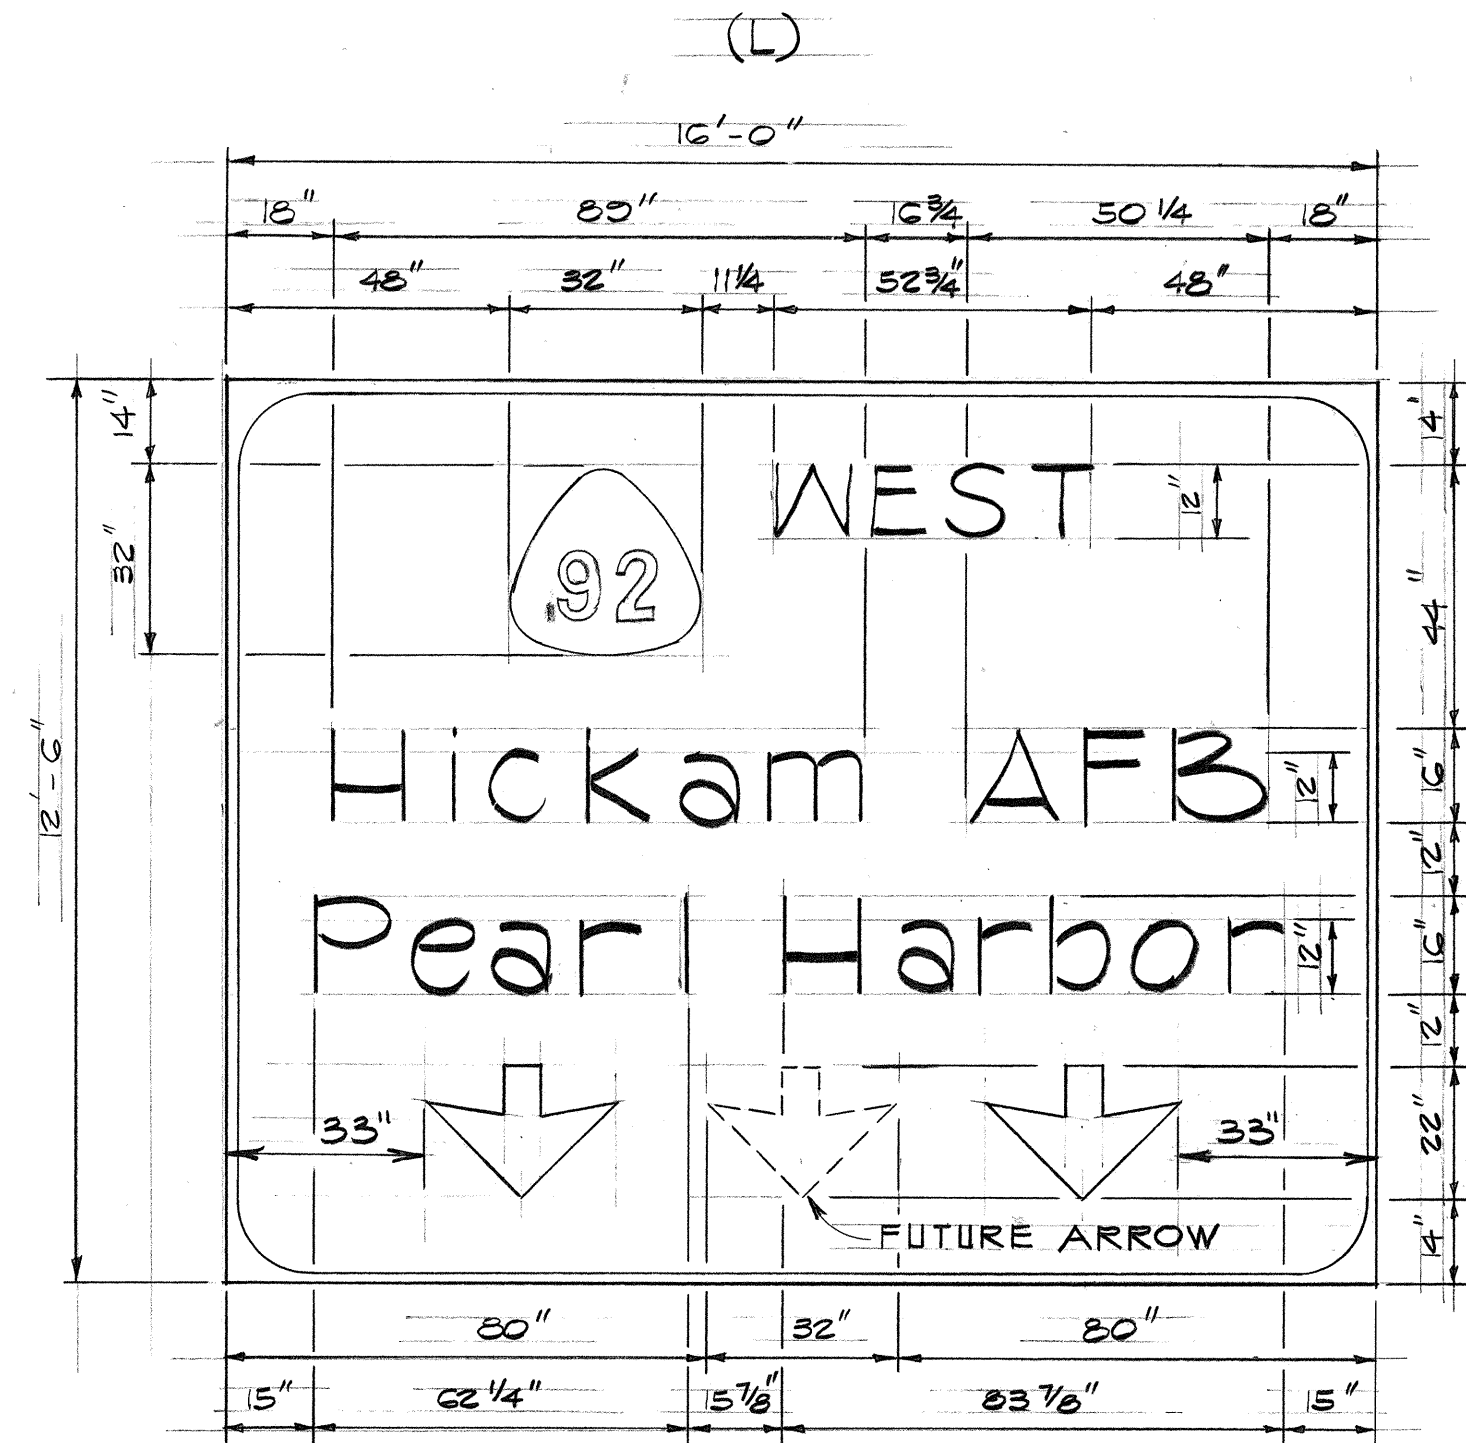 (L)
16'-0"
18" 89" 16 3/4 50 1/4 18"
48" 32" 11 1/4 52 3/4" 48"
14" 14"
WEST 12"
32"
92
44"
12'-6"
Hickam AFB 12" 16"
12"
Pearl Harbor 12" 16"
12"
33" 33" 22"
FUTURE ARROW 14"
80" 32" 80"
15" 62 1/4" 15 7/8" 83 7/8" 15"